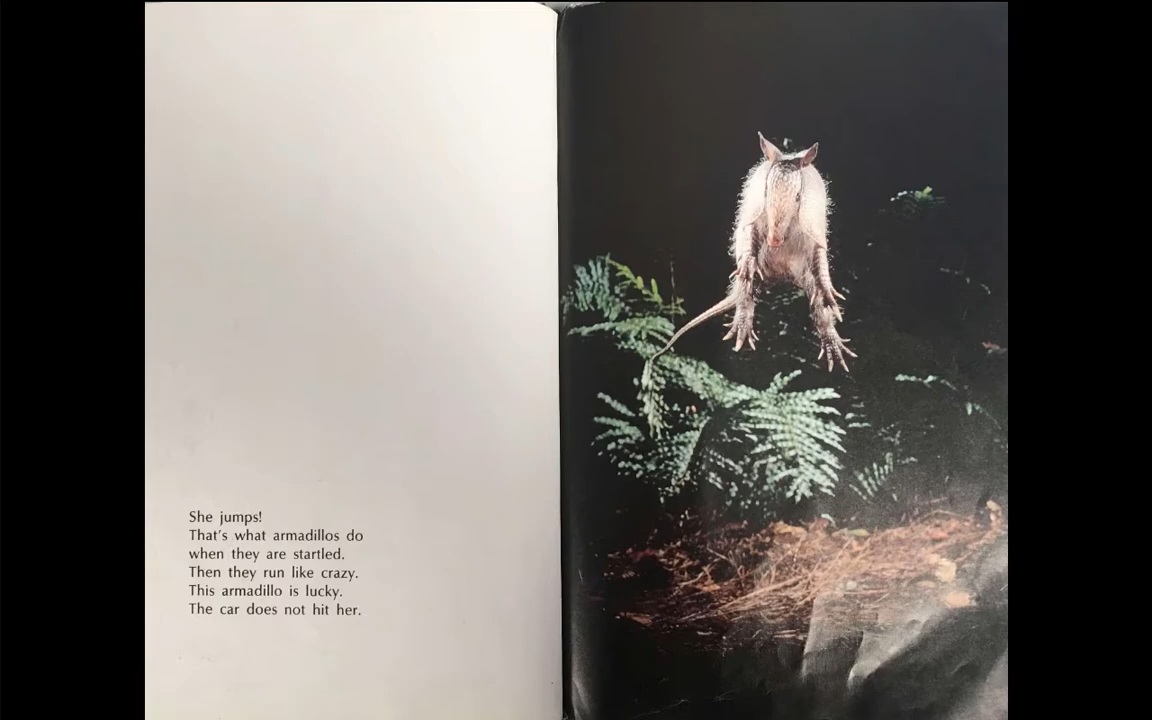 She jumps!
That's what armadillos do
when they are startled.
Then they run like crazy.
This armadillo is lucky.
The car does not hit her.